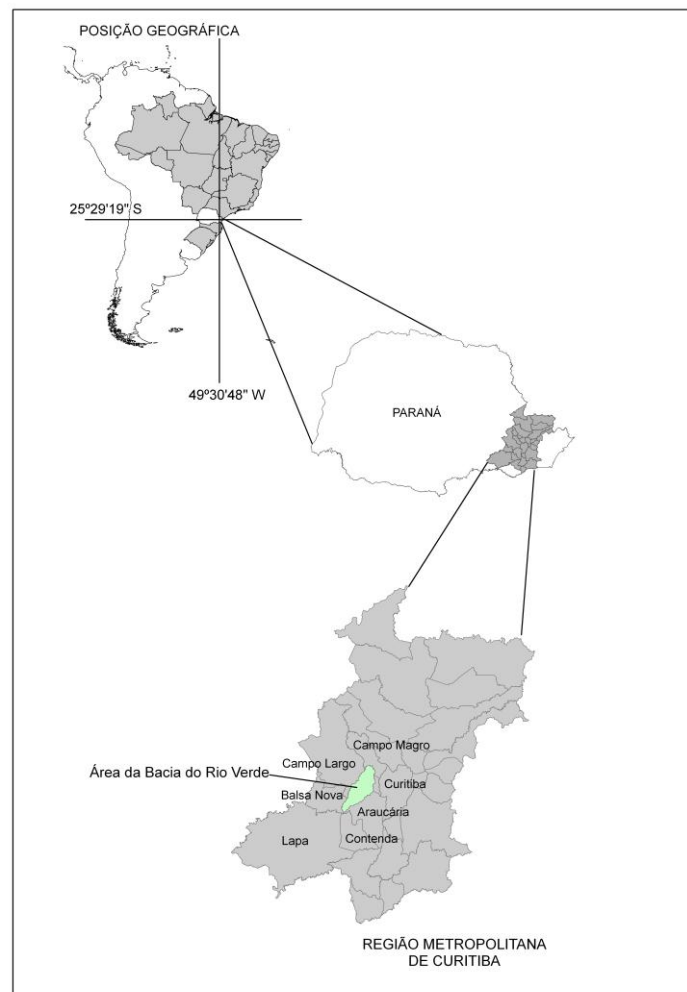 POSIÇÃO GEOGRÁFICA
25º29'19" S
49º30'48" W
PARANÁ
Campo Magro
Campo Largo
Área da Bacia do Rio Verde
Curitiba
Balsa Nova
Araucária
Lapa
Contenda
REGIÃO METROPOLITANA
DE CURITIBA